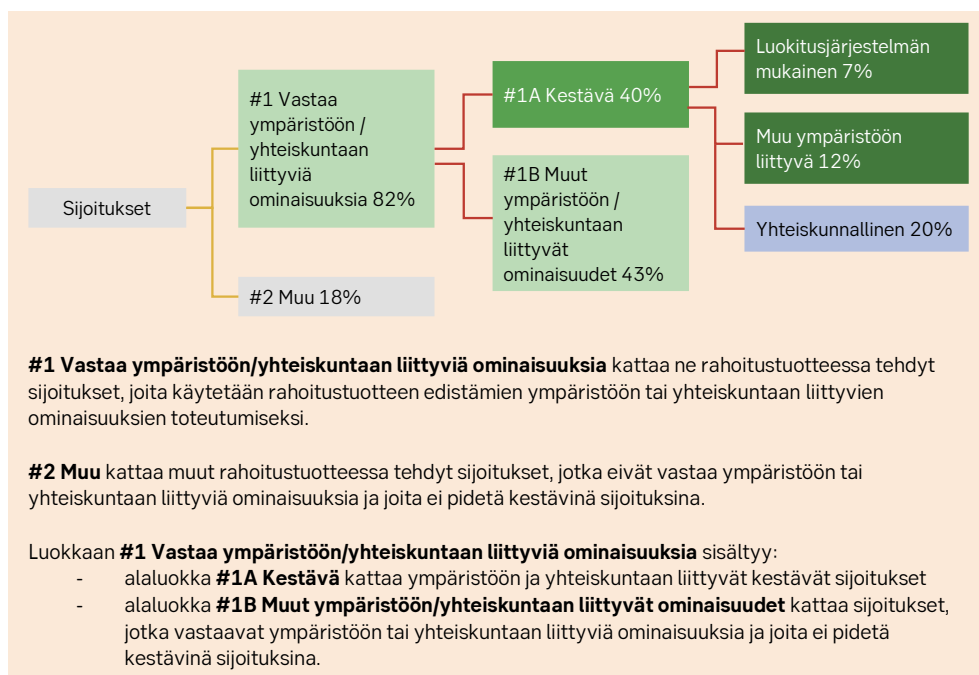 Sijoitukset
#1 Vastaa
ympäristöön /
yhteiskuntaan
liittyviä
ominaisuuksia 82%
#2 Muu 18%
#1A Kestävä 40%
#1B Muut
ympäristöön /
yhteiskuntaan
liittyvät
ominaisuudet 43%
Luokitusjärjestelmän
mukainen 7%
Muu ympäristöön
liittyvä 12%
Yhteiskunnallinen 20%
#1 Vastaa ympäristöön/yhteiskuntaan liittyviä ominaisuuksia kattaa ne rahoitustuotteessa tehdyt
sijoitukset, joita käytetään rahoitustuotteen edistämien ympäristöön tai yhteiskuntaan liittyvien
ominaisuuksien toteutumiseksi.
#2 Muu kattaa muut rahoitustuotteessa tehdyt sijoitukset, jotka eivät vastaa ympäristöön tai
yhteiskuntaan liittyviä ominaisuuksia ja joita ei pidetä kestävinä sijoituksina.
Luokkaan #1 Vastaa ympäristöön/yhteiskuntaan liittyviä ominaisuuksia sisältyy:
- alaluokka #1A Kestävä kattaa ympäristöön ja yhteiskuntaan liittyvät kestävät sijoitukset
- alaluokka #1B Muut ympäristöön/yhteiskuntaan liittyvät ominaisuudet kattaa sijoitukset,
jotka vastaavat ympäristöön tai yhteiskuntaan liittyviä ominaisuuksia ja joita ei pidetä
kestävinä sijoituksina.